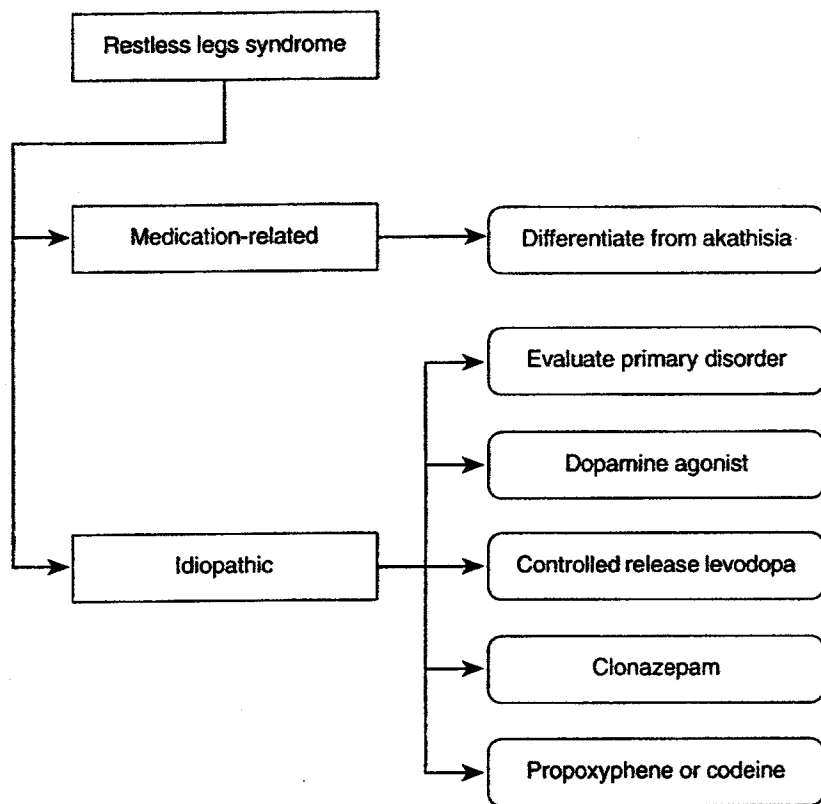 Restless legs syndrome
Medication-related
Differentiate from akathisia
Evaluate primary disorder
Dopamine agonist
Idiopathic
Controlled release levodopa
Clonazepam
Propoxyphene or codeine